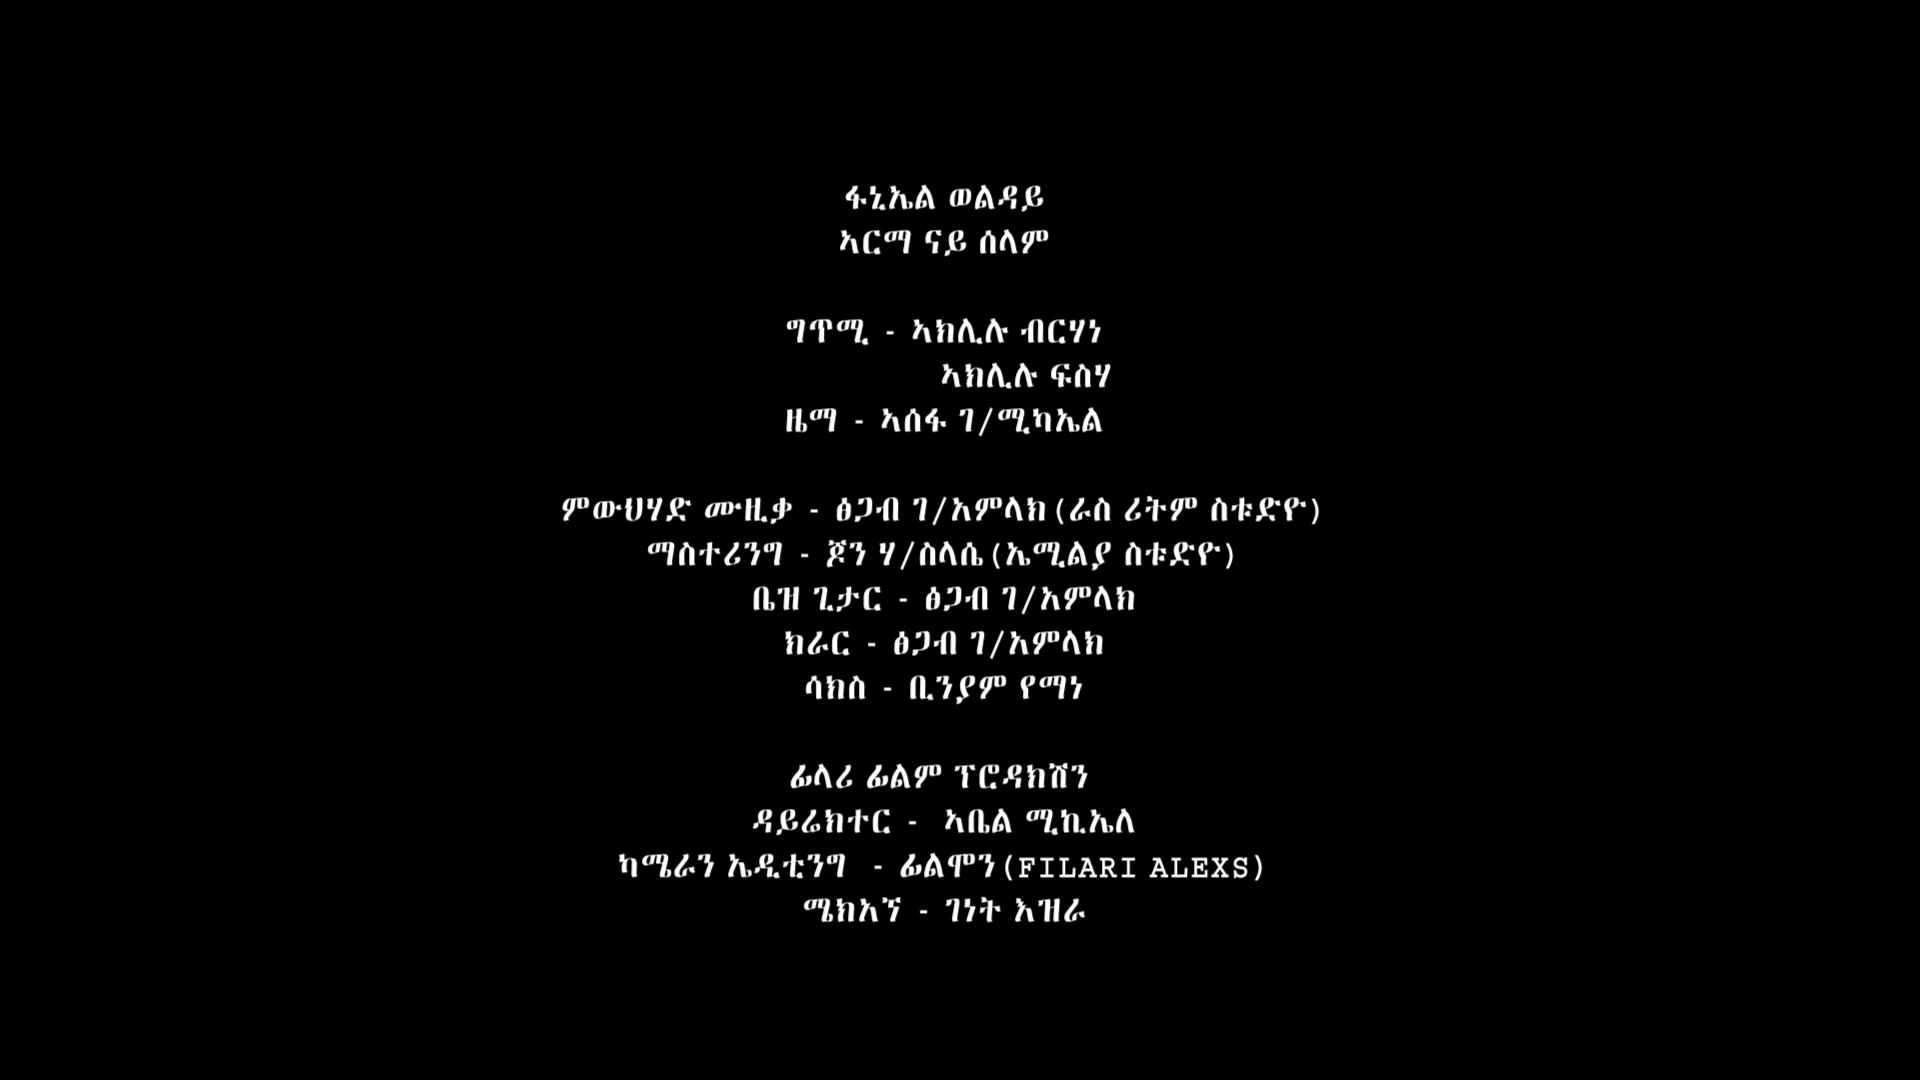 ፋኒኤል ወልዳይ
ኣርማ ናይ ሰላም
ግጥሚ - ኣክሊሉ ብርሃነ
ኣክሊሉ ፍስሃ
ዜማ - ኣሰፋ ገ/ሚካኤል
ምውህሃድ ሙዚቃ - ፅጋብ ገ/አምላክ(ራስ ሪትም ስቱድዮ)
ማስተሪንግ - ጆን ሃ/ስላሴ(ኤሚልያ ስቱድዮ)
ቤዝ ጊታር - ፅጋብ ገ/አምላክ
ክራር - ፅጋብ ገ/አምላክ
ሳክስ - ቢንያም የማነ
ፊላሪ ፊልም ፕሮዳክሽን
ዳይሬክተር - ኣቤል ሚኪኤለ
ካሜራን ኤዲቲንግ - ፊልሞን(FILARI ALEXS)
ሜክአፕ - ገነት እዝራ